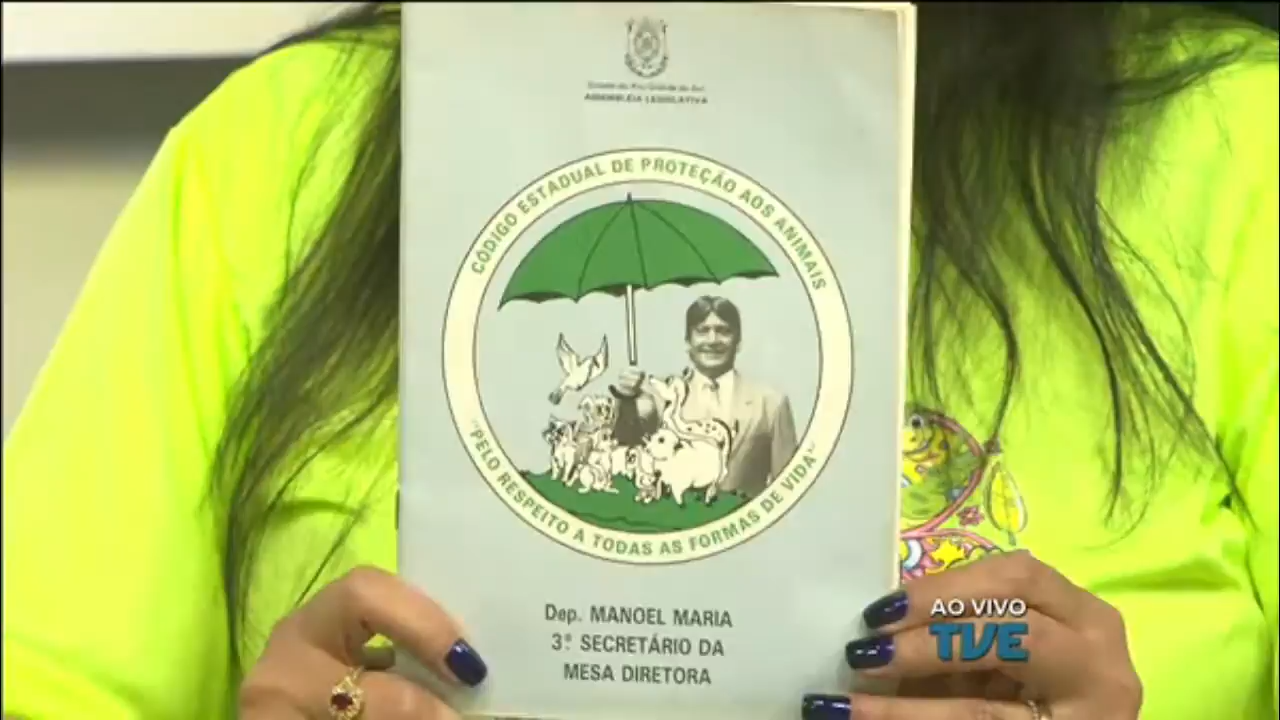 Estado do Rio Grande do Sul
ASSEMBLÉIA LEGISLATIVA
CÓDIGO ESTADUAL DE PROTEÇÃO AOS ANIMAIS
"PELO RESPEITO A TODAS AS FORMAS DE VIDA"
Dep. MANOEL MARIA
3º SECRETÁRIO DA
MESA DIRETORA
AO VIVO
TVE